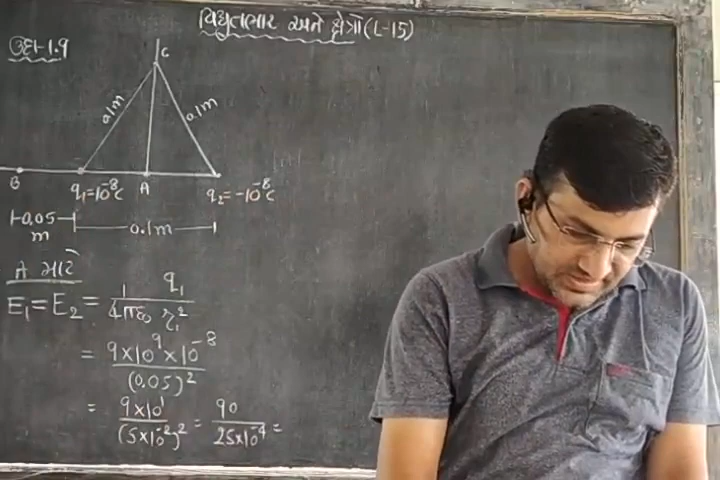 વિદ્યુતભાર અને ક્ષેત્રો (L-15)
ઉદા-1.9
C
0.1m 0.1m
B q₁=10⁻⁸C A q₂=-10⁻⁸C
0.05 m 0.1m
A માટે
E₁=E₂= 1/4πε₀ q₁/r₁²
= 9×10⁹×10⁻⁸/(0.05)²
= 9×10¹/(5×10⁻²)² = 90/25×10⁻⁴ =